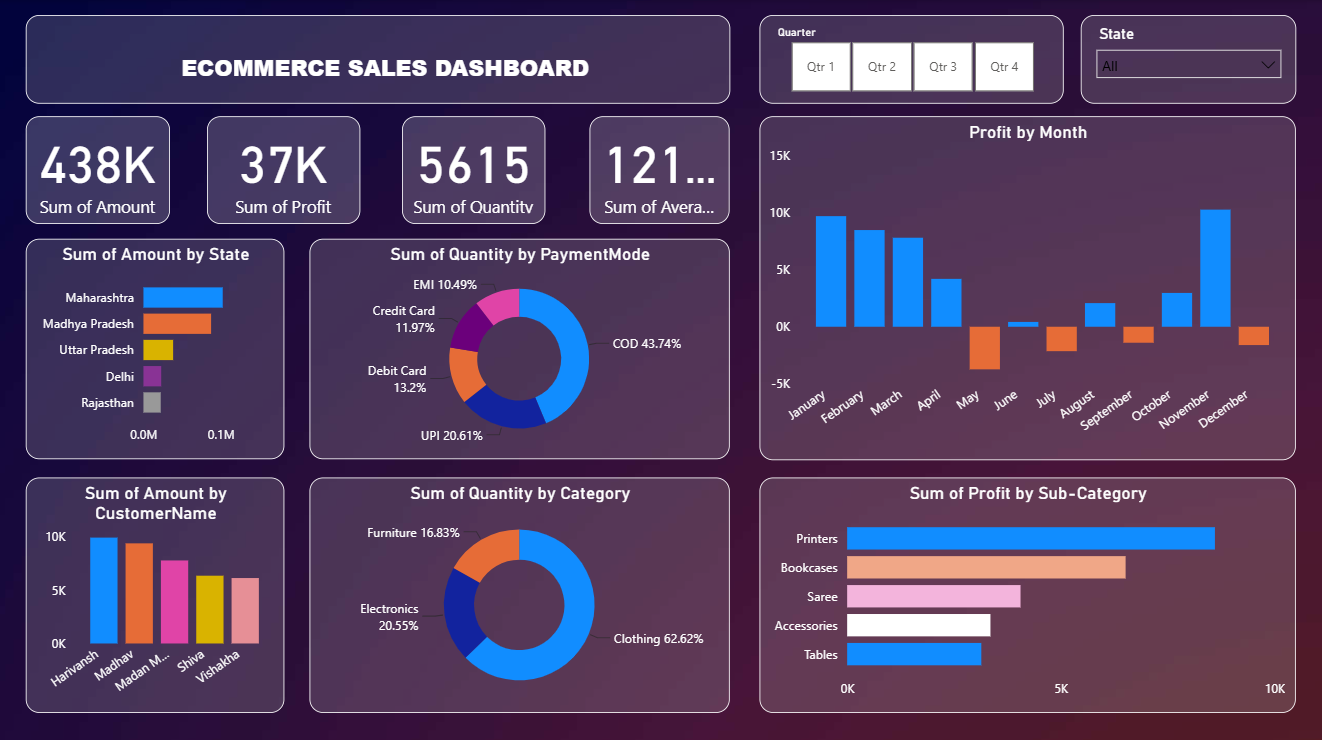 ECOMMERCE SALES DASHBOARD
Quarter
Qtr 1
Qtr 2
Qtr 3
Qtr 4
State
All
438K
Sum of Amount
37K
Sum of Profit
5615
Sum of Quantity
121...
Sum of Avera...
Profit by Month
15K
10K
5K
0K
-5K
January
February
March
April
May
June
July
August
September
October
November
December
Sum of Amount by State
Maharashtra
Madhya Pradesh
Uttar Pradesh
Delhi
Rajasthan
0.0M
0.1M
Sum of Quantity by PaymentMode
EMI 10.49%
Credit Card
11.97%
Debit Card
13.2%
UPI 20.61%
COD 43.74%
Sum of Amount by
CustomerName
10K
5K
0K
Harivansh
Madhav
Madan M...
Shiva
Vishakha
Sum of Quantity by Category
Furniture 16.83%
Electronics
20.55%
Clothing 62.62%
Sum of Profit by Sub-Category
Printers
Bookcases
Saree
Accessories
Tables
0K
5K
10K